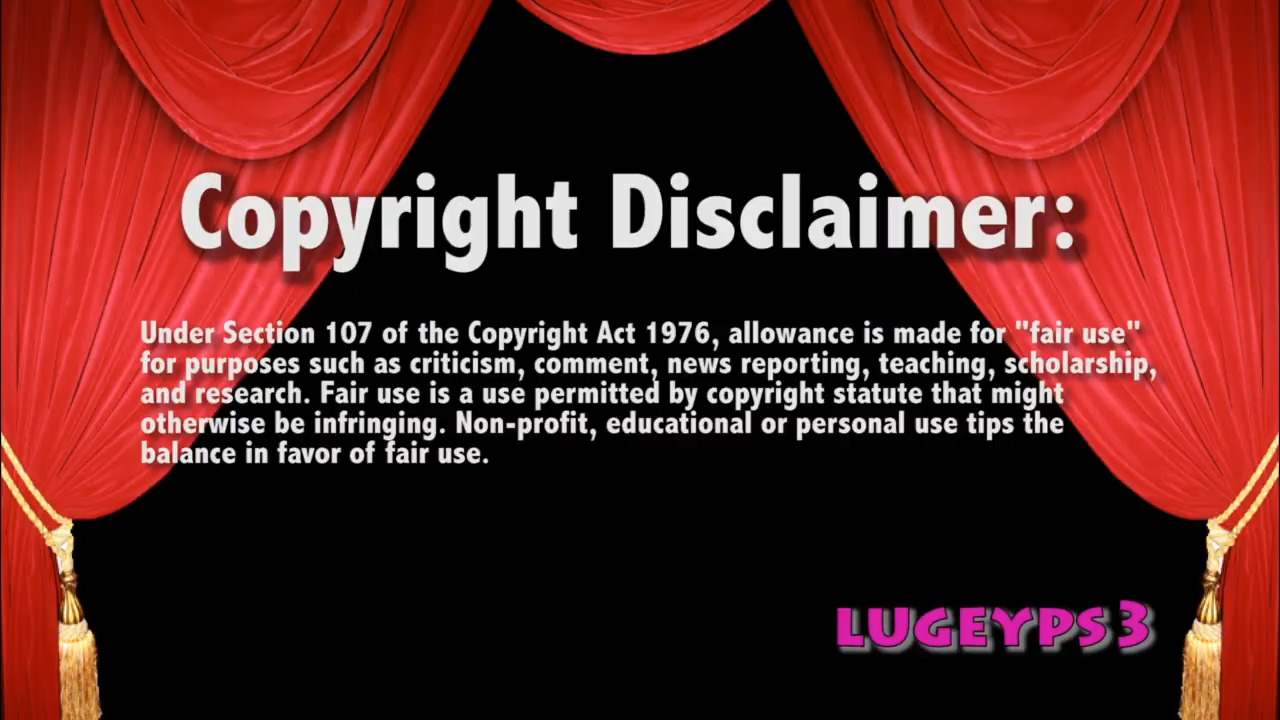 Copyright Disclaimer:
Under Section 107 of the Copyright Act 1976, allowance is made for "fair use"
for purposes such as criticism, comment, news reporting, teaching, scholarship,
and research. Fair use is a use permitted by copyright statute that might
otherwise be infringing. Non-profit, educational or personal use tips the
balance in favor of fair use.
LUGEYPS3